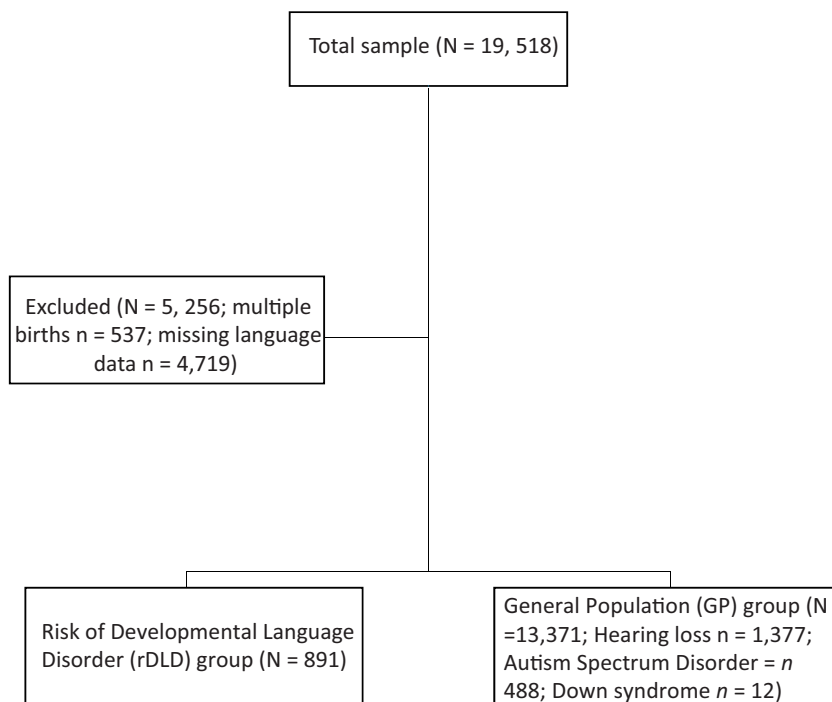 Total sample (N = 19, 518)
Excluded (N = 5, 256; multiple
births n = 537; missing language
data n = 4,719)
Risk of Developmental Language
Disorder (rDLD) group (N = 891)
General Population (GP) group (N
=13,371; Hearing loss n = 1,377;
Autism Spectrum Disorder = n
488; Down syndrome n = 12)